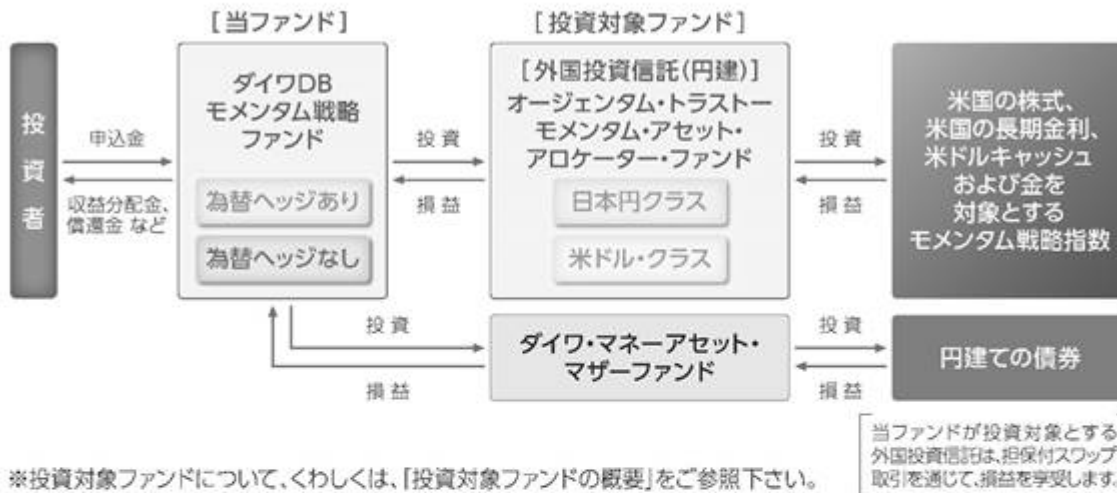 [当ファンド]
[投資対象ファンド]
投資者
申込金
収益分配金、
償還金 など
ダイワDB
モメンタム戦略
ファンド
為替ヘッジあり
為替ヘッジなし
投資
損益
[外国投資信託(円建)]
オージェンタム・トラストー
モメンタム・アセット・
アロケーター・ファンド
日本円クラス
米ドル・クラス
投資
損益
米国の株式、
米国の長期金利、
米ドルキャッシュ
および金を
対象とする
モメンタム戦略指数
投資
損益
ダイワ・マネーアセット・
マザーファンド
投資
損益
円建ての債券
当ファンドが投資対象とする
外国投資信託は、担保付スワップ
取引を通じて、損益を享受します。
※投資対象ファンドについて、くわしくは、「投資対象ファンドの概要」をご参照下さい。